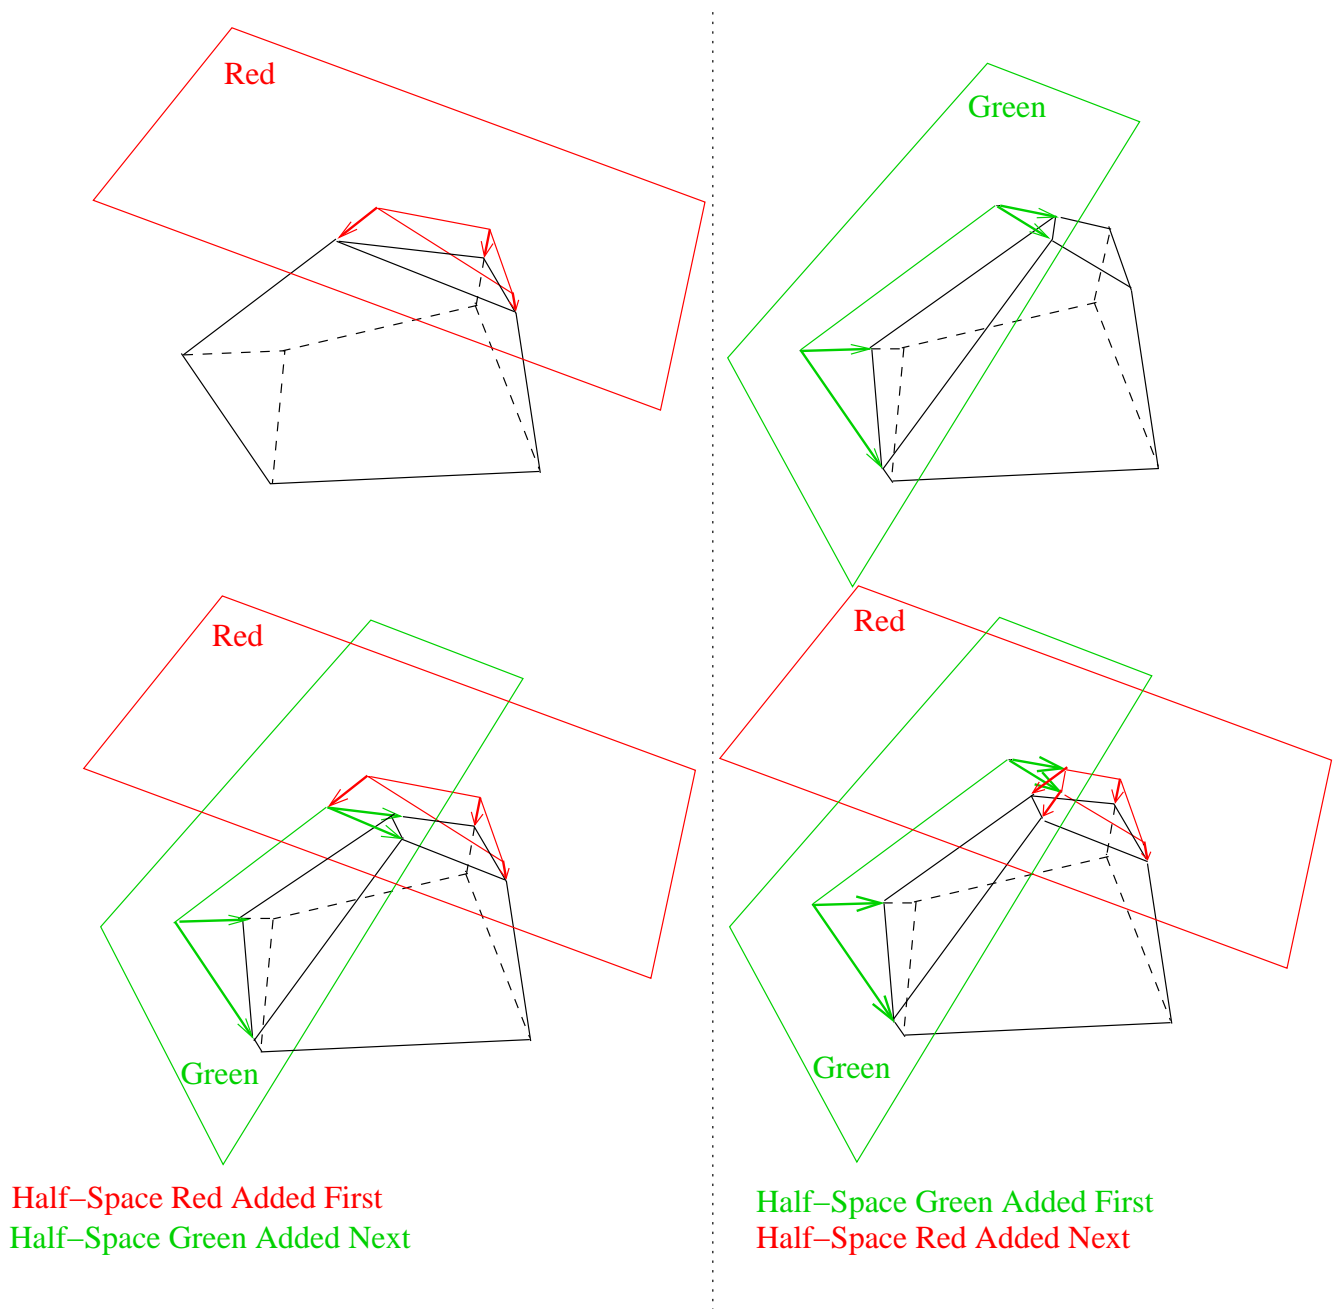 Red
Green
Red
Green
Half−Space Red Added First
Half−Space Green Added Next
Red
Green
Half−Space Green Added First
Half−Space Red Added Next